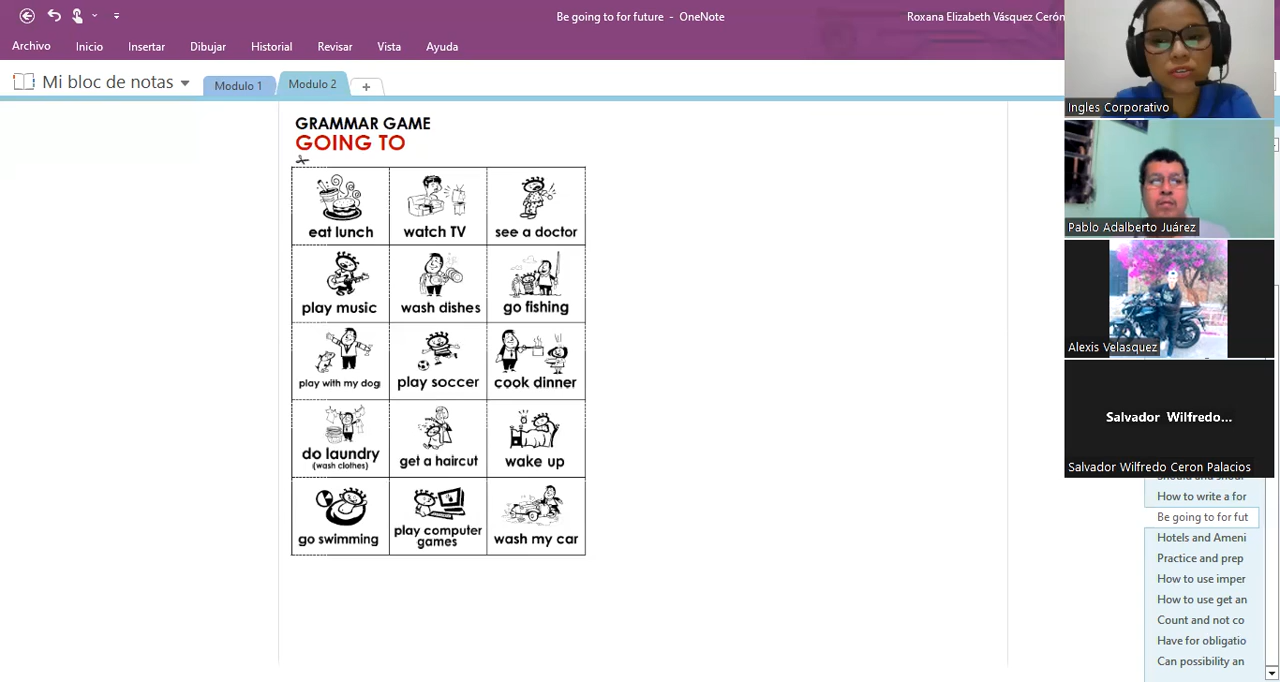 Be going to for future - OneNote
Roxana Elizabeth Vásquez Cerón
Archivo Inicio Insertar Dibujar Historial Revisar Vista Ayuda
Mi bloc de notas Modulo 1 Modulo 2 +
GRAMMAR GAME
GOING TO
eat lunch watch TV see a doctor
play music wash dishes go fishing
play with my dog play soccer cook dinner
do laundry get a haircut wake up
(wash clothes)
go swimming play computer games wash my car
Ingles Corporativo
Pablo Adalberto Juárez
Alexis Velasquez
Salvador Wilfredo...
Salvador Wilfredo Ceron Palacios
How to write a for
Be going to for fut
Hotels and Ameni
Practice and prep
How to use imper
How to use get an
Count and not co
Have for obligatio
Can possibility an